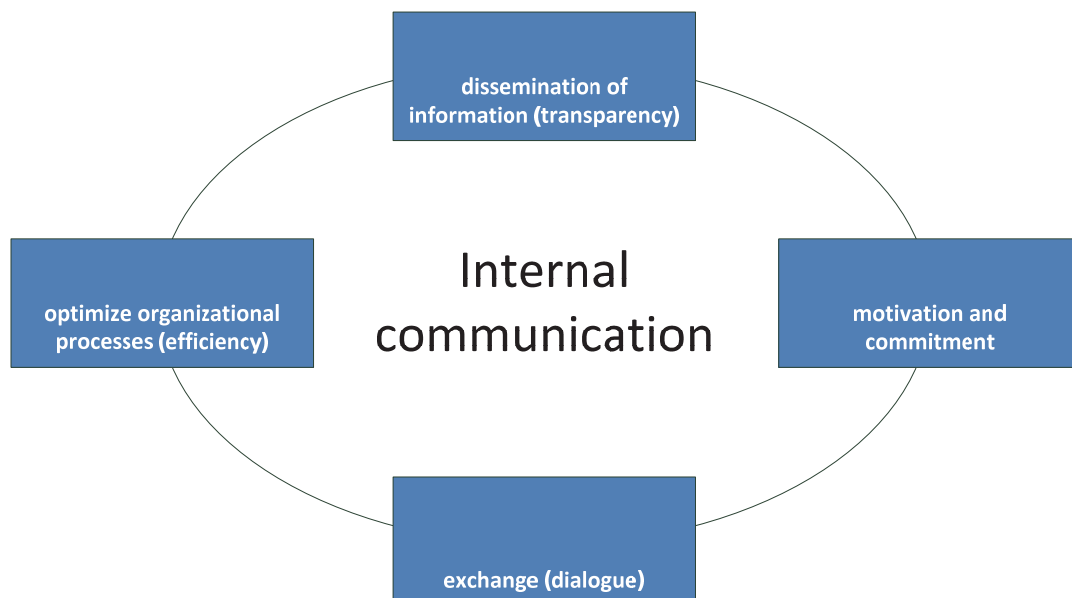 dissemination of
information (transparency)
optimize organizational
processes (efficiency)
Internal
communication
motivation and
commitment
exchange (dialogue)